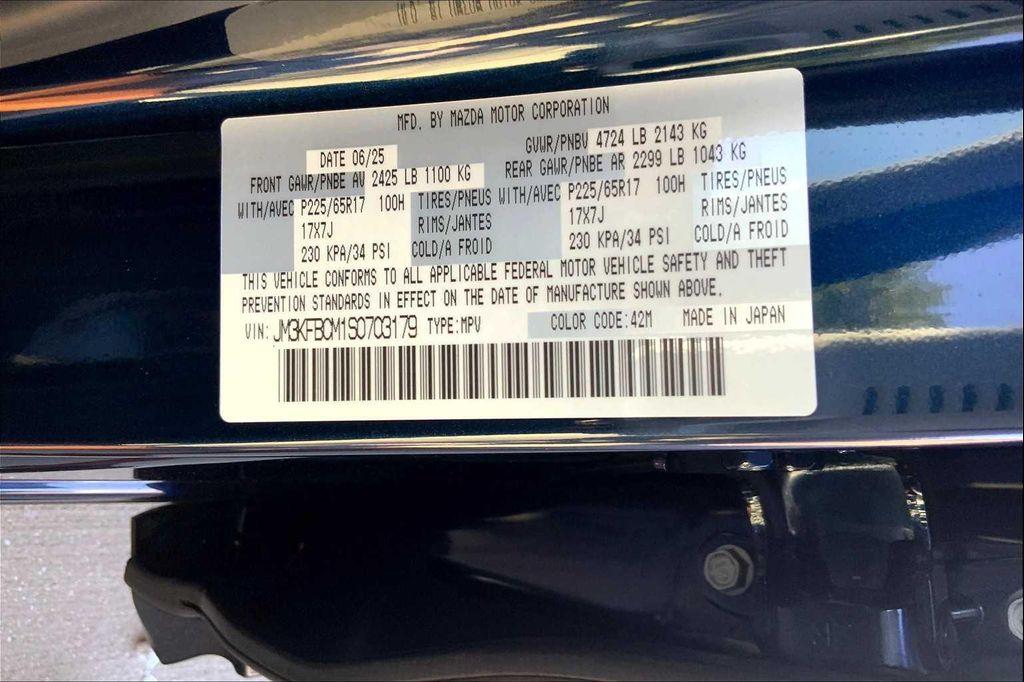 MFD. BY MAZDA MOTOR CORPORATION
DATE 06/25 GVWR/PNBV 4724 LB 2143 KG
FRONT GAWR/PNBE AV 2425 LB 1100 KG REAR GAWR/PNBE AR 2299 LB 1043 KG
WITH/AVEC P225/65R17 100H TIRES/PNEUS WITH/AVEC P225/65R17 100H TIRES/PNEUS
17X7J RIMS/JANTES 17X7J RIMS/JANTES
230 KPA/34 PSI COLD/A FROID 230 KPA/34 PSI COLD/A FROID
THIS VEHICLE CONFORMS TO ALL APPLICABLE FEDERAL MOTOR VEHICLE SAFETY AND THEFT
PREVENTION STANDARDS IN EFFECT ON THE DATE OF MANUFACTURE SHOWN ABOVE.
VIN: JM3KFBCM1S0703179 TYPE:MPV COLOR CODE:42M MADE IN JAPAN